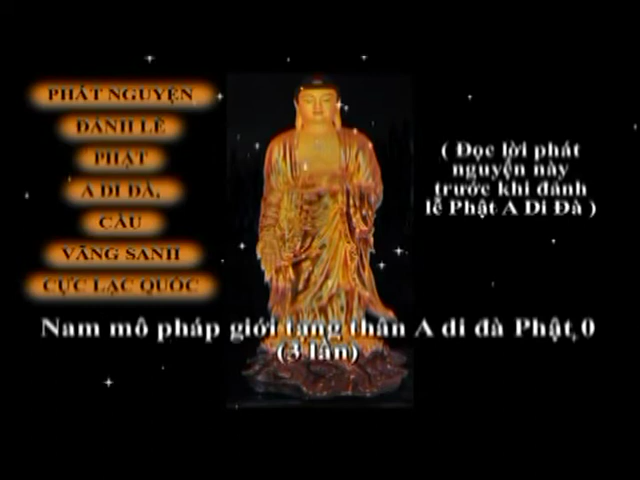 PHÁT NGUYỆN
ĐẢNH LỄ
PHẬT
A DI ĐÀ,
CẦU
VÃNG SANH
CỰC LẠC QUỐC
( Đọc lời phát
nguyện này
trước khi đảnh
lễ Phật A Di Đà )
Nam mô pháp giới tạng thân A di đà Phật, 0
(3 lần)